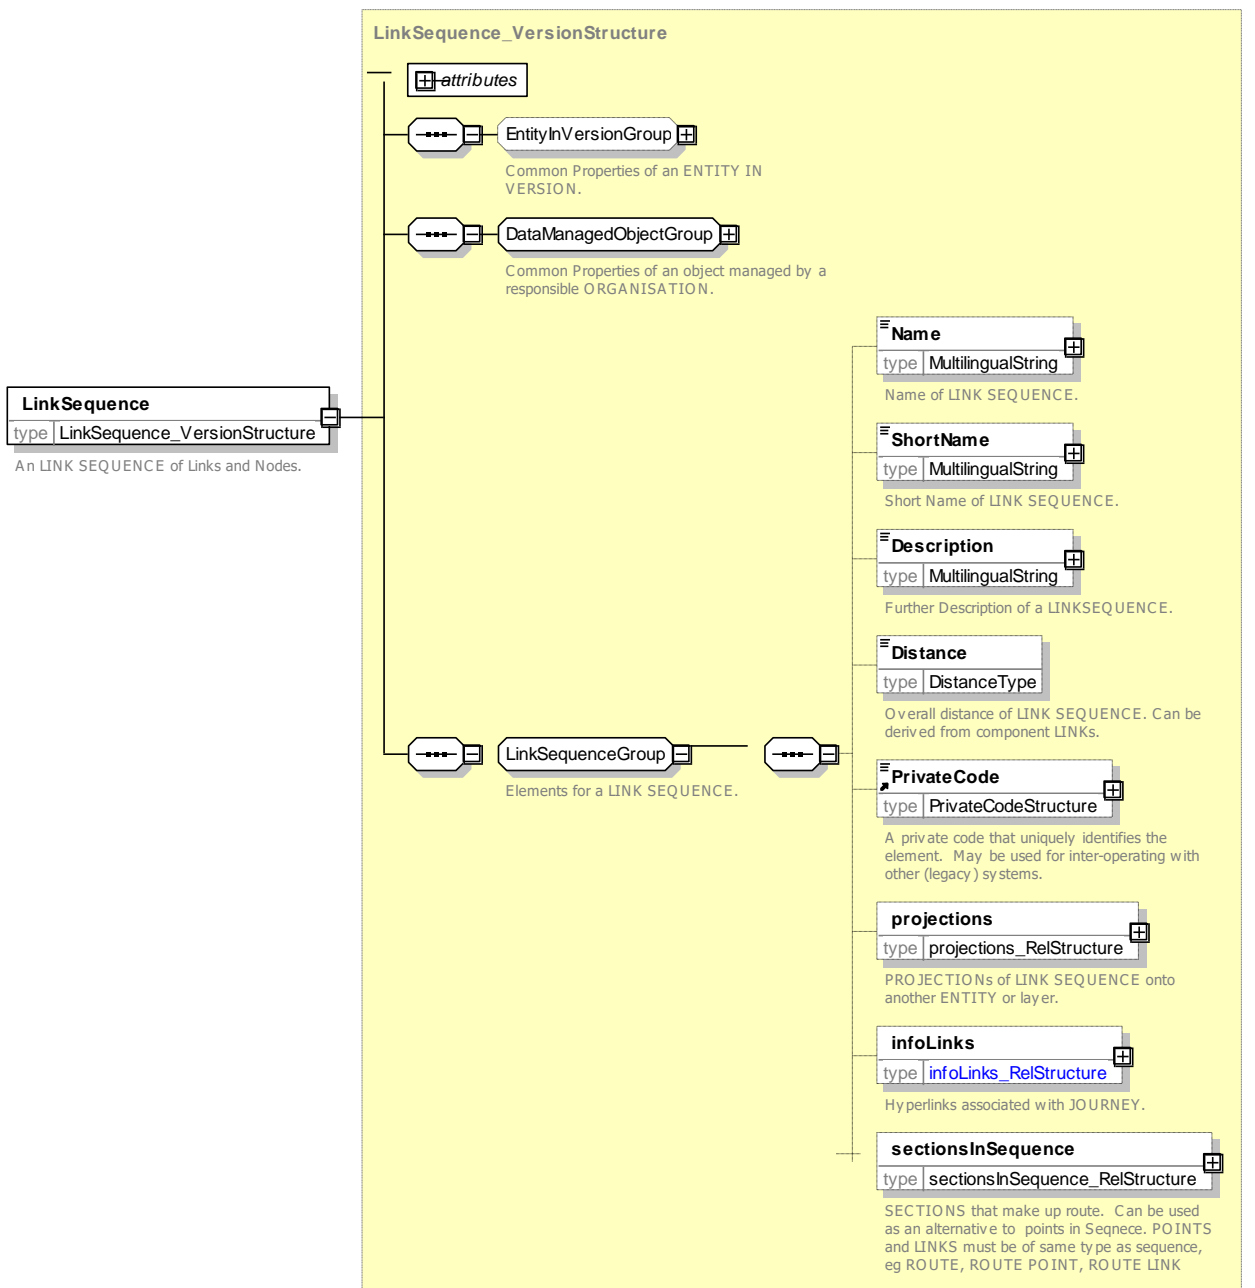 LinkSequence_VersionStructure
attributes
EntityInVersionGroup
Common Properties of an ENTITY IN
VERSION.
DataManagedObjectGroup
Common Properties of an object managed by a
responsible ORGANISATION.
LinkSequence
type LinkSequence_VersionStructure
An LINK SEQUENCE of Links and Nodes.
LinkSequenceGroup
Elements for a LINK SEQUENCE.
Name
type MultilingualString
Name of LINK SEQUENCE.
ShortName
type MultilingualString
Short Name of LINK SEQUENCE.
Description
type MultilingualString
Further Description of a LINKSEQUENCE.
Distance
type DistanceType
Overall distance of LINK SEQUENCE. Can be
derived from component LINKs.
PrivateCode
type PrivateCodeStructure
A private code that uniquely identifies the
element.  May be used for inter-operating with
other (legacy) systems.
projections
type projections_RelStructure
PROJECTIONs of LINK SEQUENCE onto
another ENTITY or layer.
infoLinks
type infoLinks_RelStructure
Hyperlinks associated with JOURNEY.
sectionsInSequence
type sectionsInSequence_RelStructure
SECTIONS that make up route.  Can be used
as an alternative to  points in Seqnece. POINTS
and LINKS must be of same type as sequence,
eg ROUTE, ROUTE POINT, ROUTE LINK